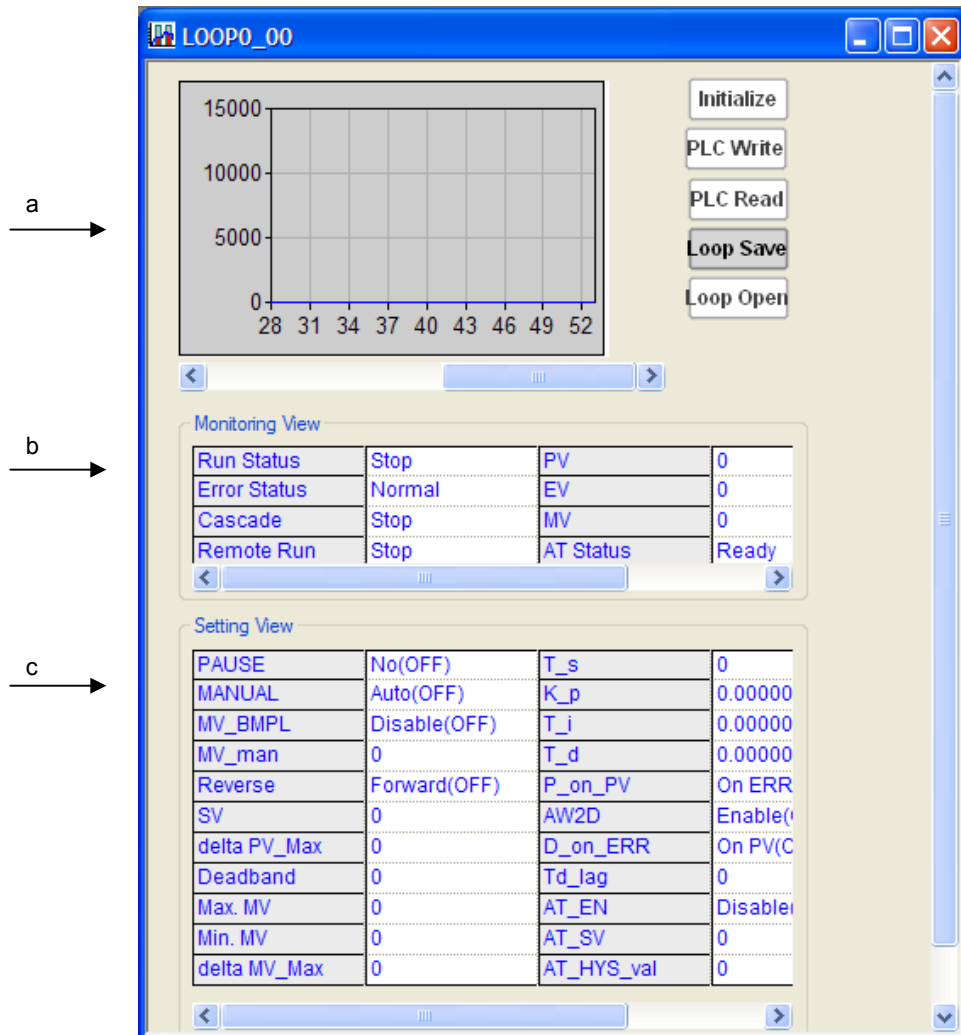 LOOP0_00
15000
10000
5000
0
28 31 34 37 40 43 46 49 52
Initialize
PLC Write
PLC Read
Loop Save
Loop Open
a
b
Monitoring View
Run Status Stop PV 0
Error Status Normal EV 0
Cascade Stop MV 0
Remote Run Stop AT Status Ready
c
Setting View
PAUSE No(OFF) T_s 0
MANUAL Auto(OFF) K_p 0.00000
MV_BMPL Disable(OFF) T_i 0.00000
MV_man 0 T_d 0.00000
Reverse Forward(OFF) P_on_PV On ERR
SV 0 AW2D Enable(
delta PV_Max 0 D_on_ERR On PV(
Deadband 0 Td_lag 0
Max. MV 0 AT_EN Disable
Min. MV 0 AT_SV 0
delta MV_Max 0 AT_HYS_val 0